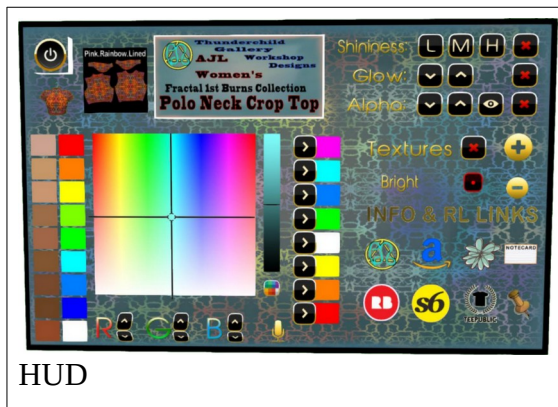 Pink.Rainbow.Lined
Thunderchild
Gallery
AJL Workshop
Designs
Women's
Fractal 1st Burns Collection
Polo Neck Crop Top
Shininess: L M H
Glow:
Alpha:
Textures
Bright
INFO & RL LINKS
a
NOTECARD
RB
s6
TEEPUBLIC
R G B
HUD